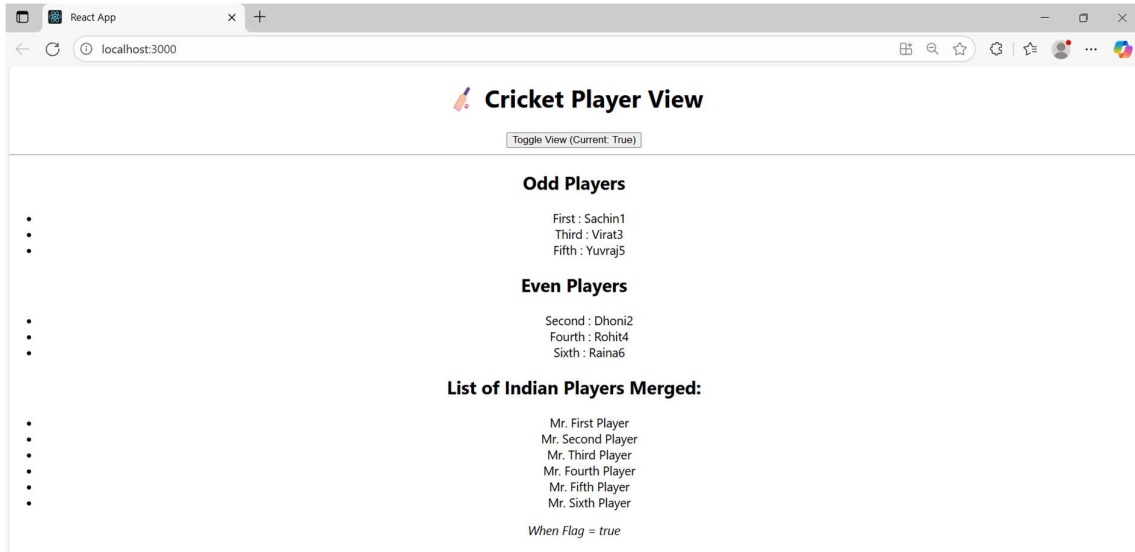 React App
localhost:3000
Cricket Player View
Toggle View (Current: True)
Odd Players
First : Sachin1
Third : Virat3
Fifth : Yuvraj5
Even Players
Second : Dhoni2
Fourth : Rohit4
Sixth : Raina6
List of Indian Players Merged:
Mr. First Player
Mr. Second Player
Mr. Third Player
Mr. Fourth Player
Mr. Fifth Player
Mr. Sixth Player
When Flag = true